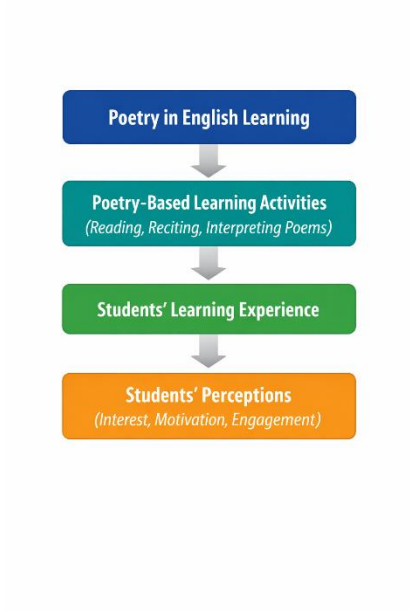 Poetry in English Learning
Poetry-Based Learning Activities
(Reading, Reciting, Interpreting Poems)
Students' Learning Experience
Students' Perceptions
(Interest, Motivation, Engagement)